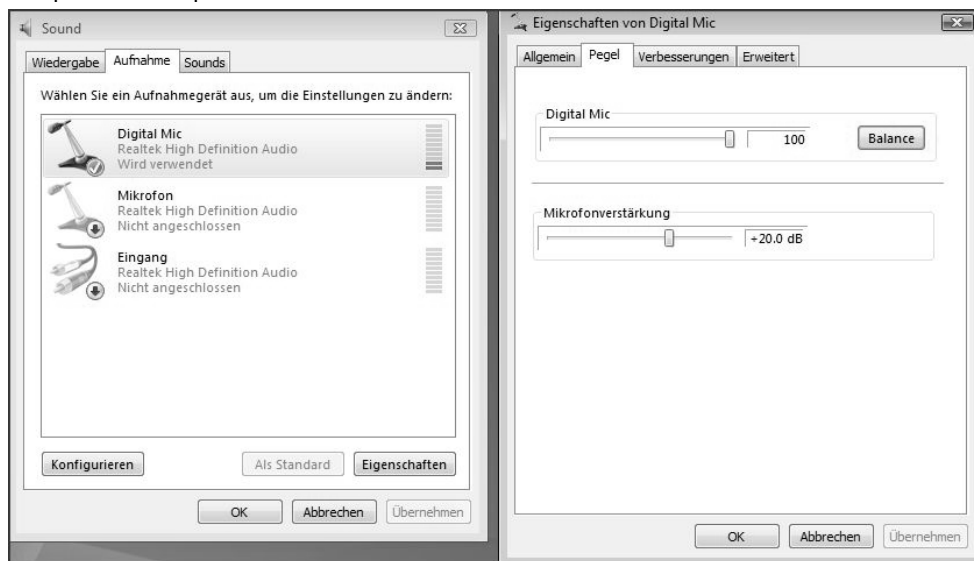 Sound
Wiedergabe Aufnahme Sounds
Wählen Sie ein Aufnahmegerät aus, um die Einstellungen zu ändern:
Digital Mic
Realtek High Definition Audio
Wird verwendet
Mikrofon
Realtek High Definition Audio
Nicht angeschlossen
Eingang
Realtek High Definition Audio
Nicht angeschlossen
Konfigurieren Als Standard Eigenschaften
OK Abbrechen Übernehmen
Eigenschaften von Digital Mic
Allgemein Pegel Verbesserungen Erweitert
Digital Mic
100 Balance
Mikrofonverstärkung
+20.0 dB
OK Abbrechen Übernehmen